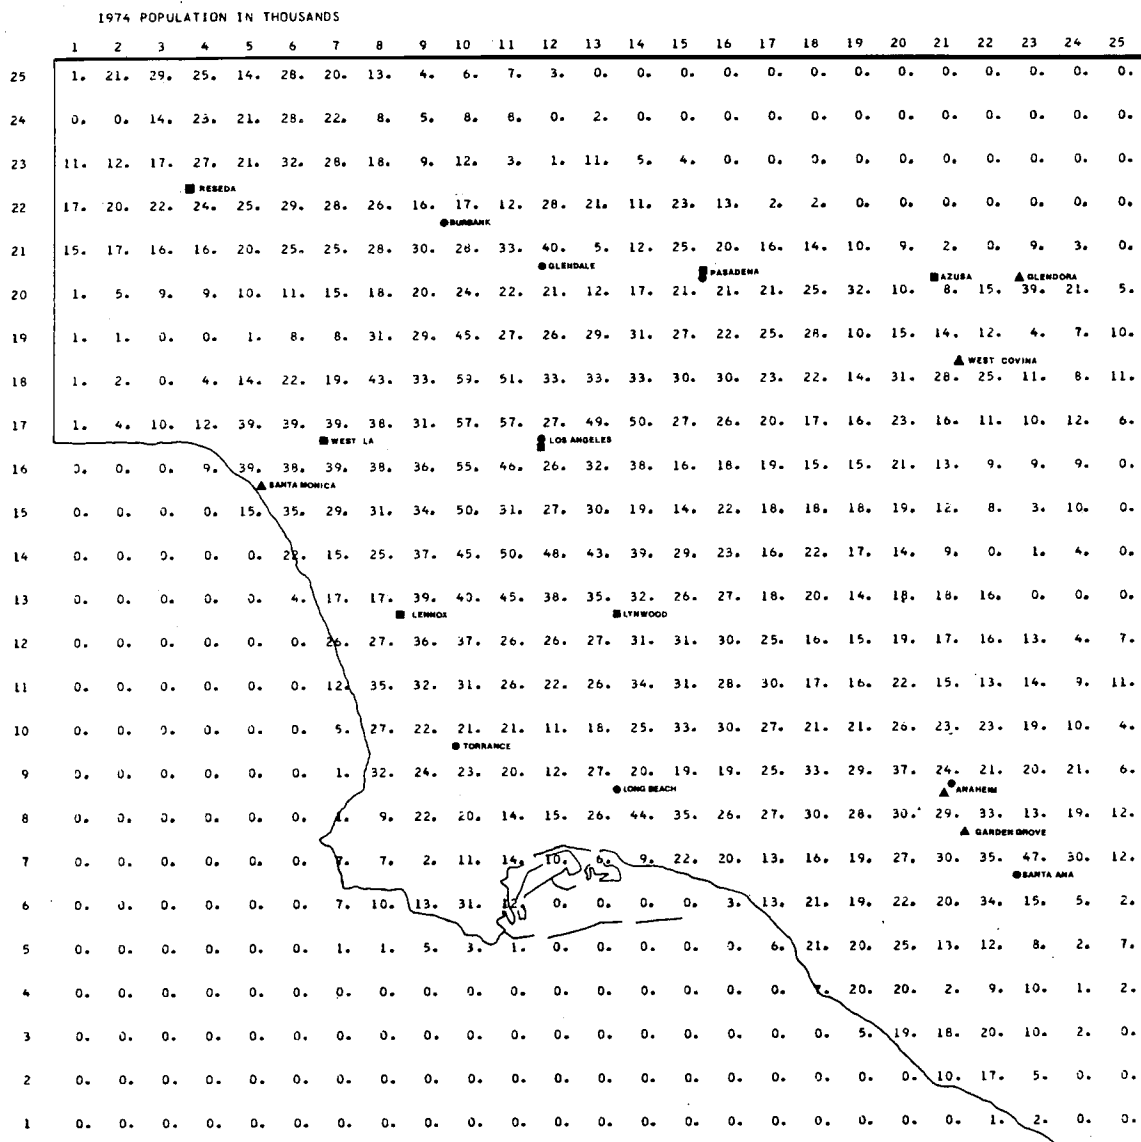 1974 POPULATION IN THOUSANDS
1 2 3 4 5 6 7 8 9 10 11 12 13 14 15 16 17 18 19 20 21 22 23 24 25
25 1. 21. 29. 25. 14. 28. 20. 13. 4. 6. 7. 3. 0. 0. 0. 0. 0. 0. 0. 0. 0. 0. 0. 0. 0.
24 0. 0. 14. 23. 21. 28. 22. 8. 5. 8. 8. 0. 2. 0. 0. 0. 0. 0. 0. 0. 0. 0. 0. 0. 0.
23 11. 12. 17. 27. 21. 32. 28. 18. 9. 12. 3. 1. 11. 5. 4. 0. 0. 0. 0. 0. 0. 0. 0. 0. 0.
RESEDA
22 17. 20. 22. 24. 25. 29. 28. 26. 16. 17. 12. 28. 21. 11. 23. 13. 2. 2. 0. 0. 0. 0. 0. 0. 0.
BURBANK
21 15. 17. 16. 16. 20. 25. 25. 28. 30. 28. 33. 40. 5. 12. 25. 20. 16. 14. 10. 9. 2. 0. 9. 3. 0.
GLENDALE PASADENA AZUSA GLENDORA
20 1. 5. 9. 9. 10. 11. 15. 18. 20. 24. 22. 21. 12. 17. 21. 21. 21. 25. 32. 10. 8. 15. 39. 21. 5.
19 1. 1. 0. 0. 1. 8. 8. 31. 29. 45. 27. 26. 29. 31. 27. 22. 25. 28. 10. 15. 14. 12. 4. 7. 10.
WEST COVINA
18 1. 2. 0. 4. 14. 22. 19. 43. 33. 59. 51. 33. 33. 33. 30. 30. 23. 22. 14. 31. 28. 25. 11. 8. 11.
17 1. 4. 10. 12. 39. 39. 39. 38. 31. 57. 57. 27. 49. 50. 27. 26. 20. 17. 16. 23. 16. 11. 10. 12. 6.
WEST LA LOS ANGELES
16 0. 0. 0. 9. 39. 38. 39. 38. 36. 55. 46. 26. 32. 38. 16. 18. 19. 15. 15. 21. 13. 9. 9. 9. 0.
SANTA MONICA
15 0. 0. 0. 0. 15. 35. 29. 31. 34. 50. 31. 27. 30. 19. 14. 22. 18. 18. 18. 19. 12. 8. 3. 10. 0.
14 0. 0. 0. 0. 0. 22. 15. 25. 37. 45. 50. 48. 43. 39. 29. 23. 16. 22. 17. 14. 9. 0. 1. 4. 0.
13 0. 0. 0. 0. 0. 4. 17. 17. 39. 40. 45. 38. 35. 32. 26. 27. 18. 20. 14. 18. 18. 16. 0. 0. 0.
LENNOX LYNWOOD
12 0. 0. 0. 0. 0. 0. 26. 27. 36. 37. 26. 26. 27. 31. 31. 30. 25. 16. 15. 19. 17. 16. 13. 4. 7.
11 0. 0. 0. 0. 0. 0. 12. 35. 32. 31. 26. 22. 26. 34. 31. 28. 30. 17. 16. 22. 15. 13. 14. 9. 11.
10 0. 0. 0. 0. 0. 0. 5. 27. 22. 21. 21. 11. 18. 25. 33. 30. 27. 21. 21. 26. 23. 23. 19. 10. 4.
TORRANCE
9 0. 0. 0. 0. 0. 0. 1. 32. 24. 23. 20. 12. 27. 20. 19. 19. 25. 33. 29. 37. 24. 21. 20. 21. 6.
LONG BEACH ANAHEIM
8 0. 0. 0. 0. 0. 0. 1. 9. 22. 20. 14. 15. 26. 44. 35. 26. 27. 30. 28. 30. 29. 33. 13. 19. 12.
GARDEN GROVE
7 0. 0. 0. 0. 0. 0. 7. 7. 2. 11. 14. 10. 6. 9. 22. 20. 13. 16. 19. 27. 30. 35. 47. 30. 12.
SANTA ANA
6 0. 0. 0. 0. 0. 0. 7. 10. 13. 31. 12. 0. 0. 0. 0. 3. 13. 21. 19. 22. 20. 34. 15. 5. 2.
5 0. 0. 0. 0. 0. 0. 1. 1. 5. 3. 1. 0. 0. 0. 0. 0. 6. 21. 20. 25. 13. 12. 8. 2. 7.
4 0. 0. 0. 0. 0. 0. 0. 0. 0. 0. 0. 0. 0. 0. 0. 0. 0. 7. 20. 20. 2. 9. 10. 1. 2.
3 0. 0. 0. 0. 0. 0. 0. 0. 0. 0. 0. 0. 0. 0. 0. 0. 0. 0. 5. 19. 18. 20. 10. 2. 0.
2 0. 0. 0. 0. 0. 0. 0. 0. 0. 0. 0. 0. 0. 0. 0. 0. 0. 0. 0. 0. 10. 17. 5. 0. 0.
1 0. 0. 0. 0. 0. 0. 0. 0. 0. 0. 0. 0. 0. 0. 0. 0. 0. 0. 0. 0. 0. 1. 2. 0. 0.